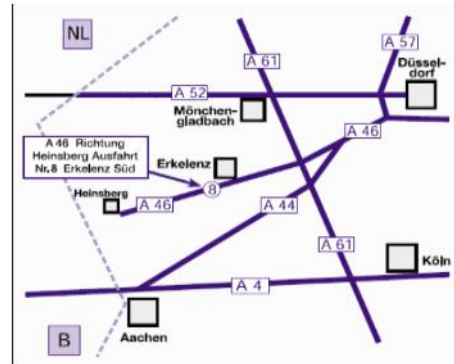 NL
A 61
A 57
Düssel-
dorf
A 52
Mönchen-
gladbach
A 46
A 46 Richtung
Heinsberg Ausfahrt
Nr.8 Erkelenz Süd
Erkelenz
Heinsberg
8
A 46
A 44
A 61
Köln
A 4
B
Aachen